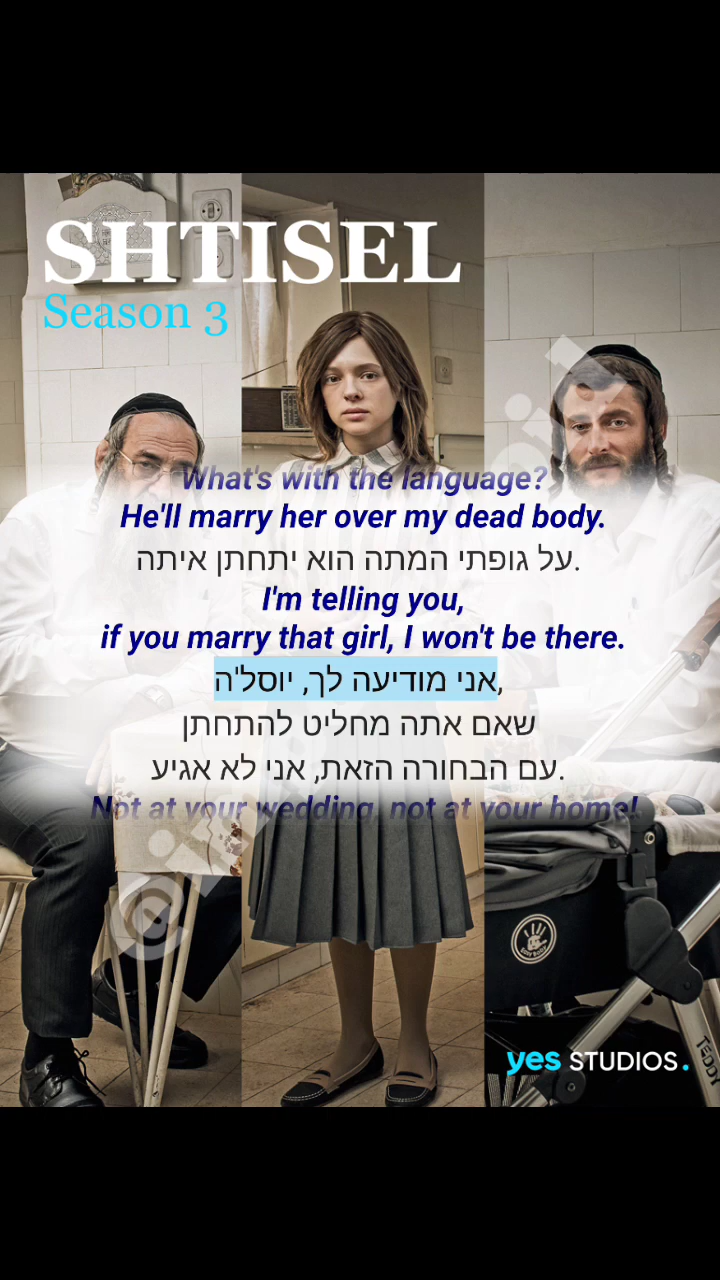 SHTISEL
Season 3
What's with the language?
He'll marry her over my dead body.
על גופתי המתה הוא יתחתן איתה.
I'm telling you,
if you marry that girl, I won't be there.
אני מודיעה לך, יוסל'ה,
שאם אתה מחליט להתחתן
עם הבחורה הזאת, אני לא אגיע.
Not at your wedding, not at your home!
yes STUDIOS.
TEDDY